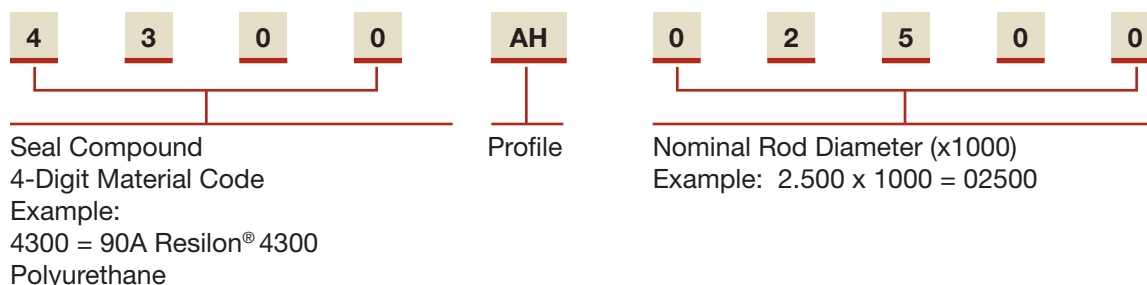 4 3 0 0 AH 0 2 5 0 0
Seal Compound
4-Digit Material Code
Example:
4300 = 90A Resilon® 4300
Polyurethane
Profile
Nominal Rod Diameter (x1000)
Example: 2.500 x 1000 = 02500